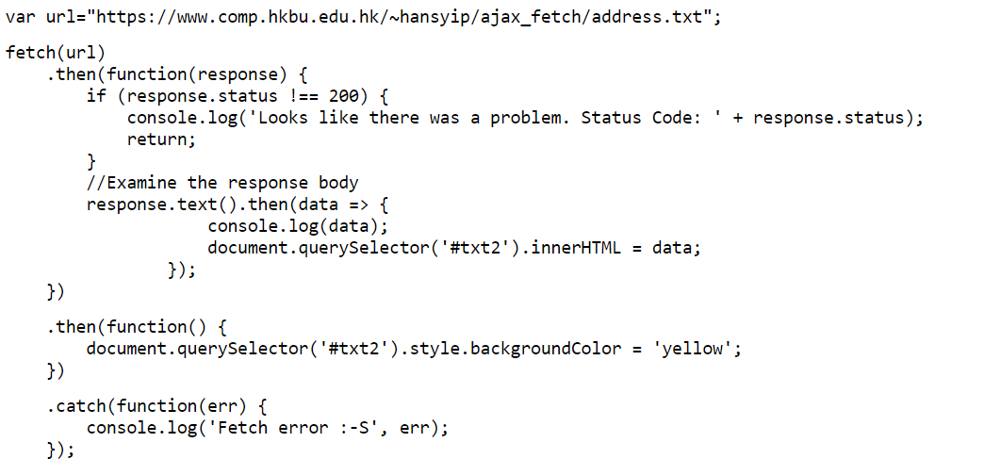 var url="https://www.comp.hkbu.edu.hk/~hansyip/ajax_fetch/address.txt";
fetch(url)
    .then(function(response) {
        if (response.status !== 200) {
            console.log('Looks like there was a problem. Status Code: ' + response.status);
            return;
        }
        //Examine the response body
        response.text().then(data => {
                    console.log(data);
                    document.querySelector('#txt2').innerHTML = data;
                });
    })
    .then(function() {
        document.querySelector('#txt2').style.backgroundColor = 'yellow';
    })
    .catch(function(err) {
        console.log('Fetch error :-S', err);
    });